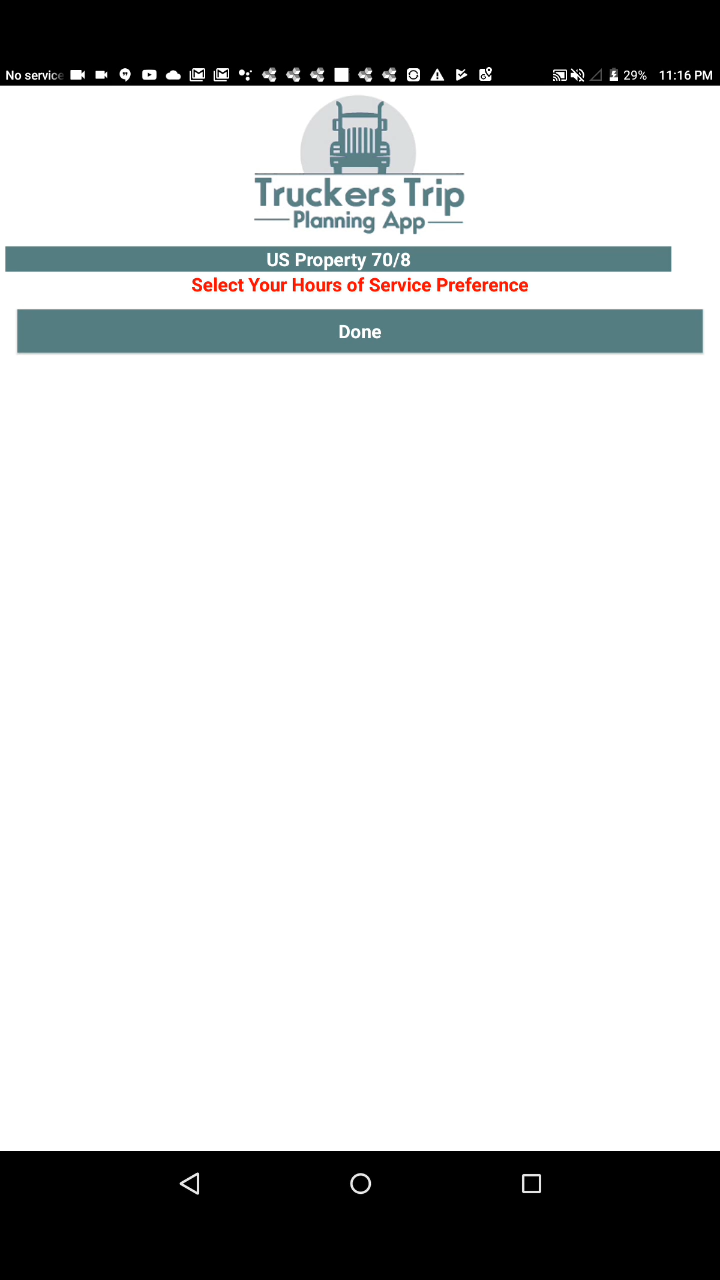 No service 29% 11:16 PM
Truckers Trip
Planning App
US Property 70/8
Select Your Hours of Service Preference
Done